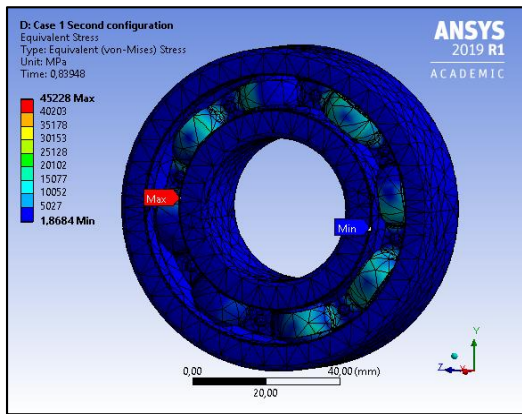 D: Case 1 Second configuration
Equivalent Stress
Type: Equivalent (von-Mises) Stress
Unit: MPa
Time: 0,83948
ANSYS
2019 R1
ACADEMIC
45228 Max
40203
35178
30153
25128
20102
15077
10052
5027
1,8684 Min
Max
Min
0,00
40,00 (mm)
20,00
Y
Z